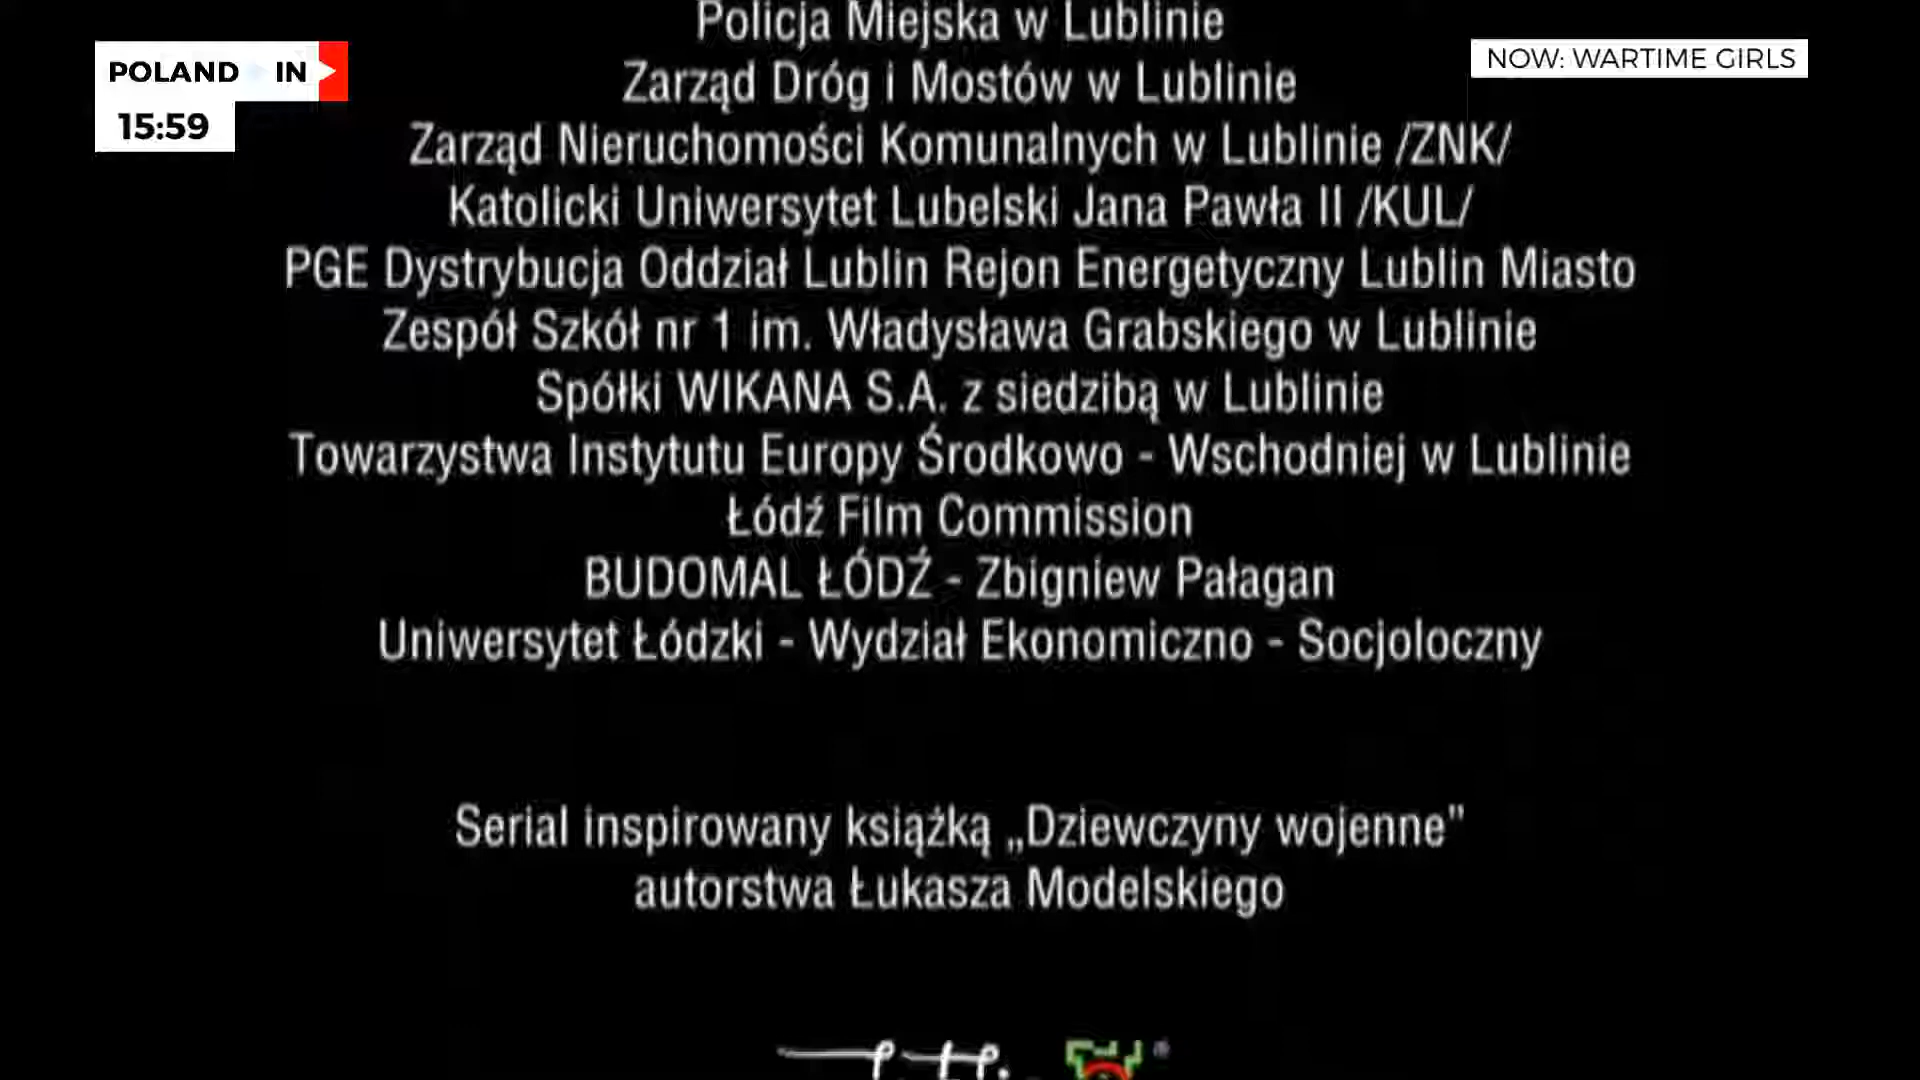 Policja Miejska w Lublinie
POLAND IN
NOW: WARTIME GIRLS
Zarząd Dróg i Mostów w Lublinie
15:59
Zarząd Nieruchomości Komunalnych w Lublinie /ZNK/
Katolicki Uniwersytet Lubelski Jana Pawła II /KUL/
PGE Dystrybucja Oddział Lublin Rejon Energetyczny Lublin Miasto
Zespół Szkół nr 1 im. Władysława Grabskiego w Lublinie
Spółki WIKANA S.A. z siedzibą w Lublinie
Towarzystwa Instytutu Europy Środkowo - Wschodniej w Lublinie
Łódź Film Commission
BUDOMAL ŁÓDŹ - Zbigniew Pałagan
Uniwersytet Łódzki - Wydział Ekonomiczno - Socjoloczny
Serial inspirowany książką „Dziewczyny wojenne"
autorstwa Łukasza Modelskiego